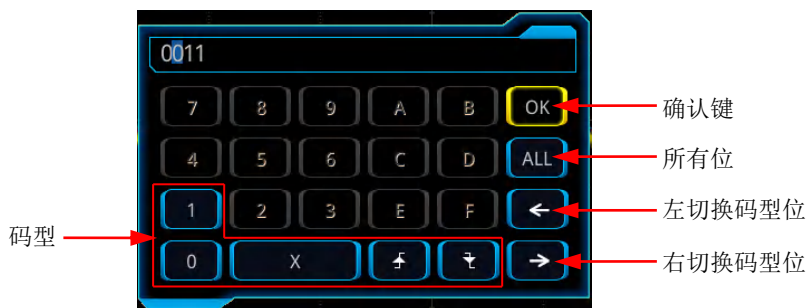 0011
7 8 9 A B OK
确认键
4 5 6 C D ALL
所有位
1 2 3 E F ←
左切换码型位
码型
0 X →
右切换码型位